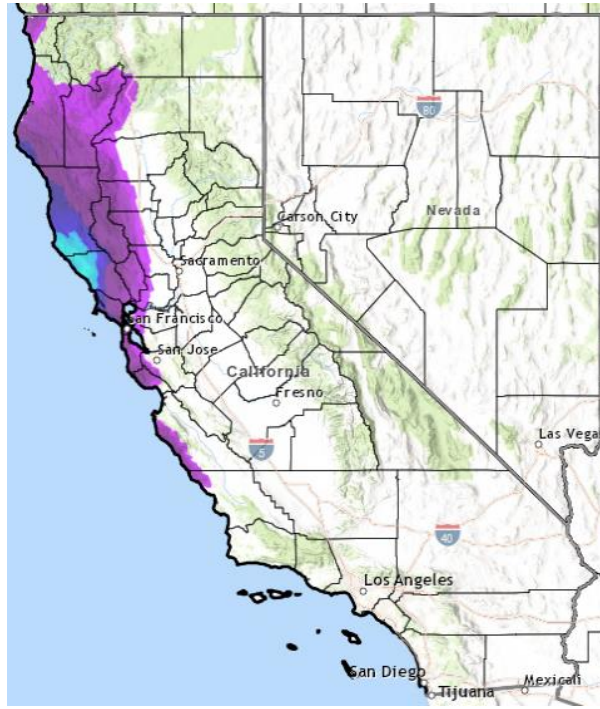 80
Carson City
Nevada
Sacramento
San Francisco
San Jose
California
Fresno
Las Vega
5
40
Los Angeles
San Diego
Tijuana
Mexicali